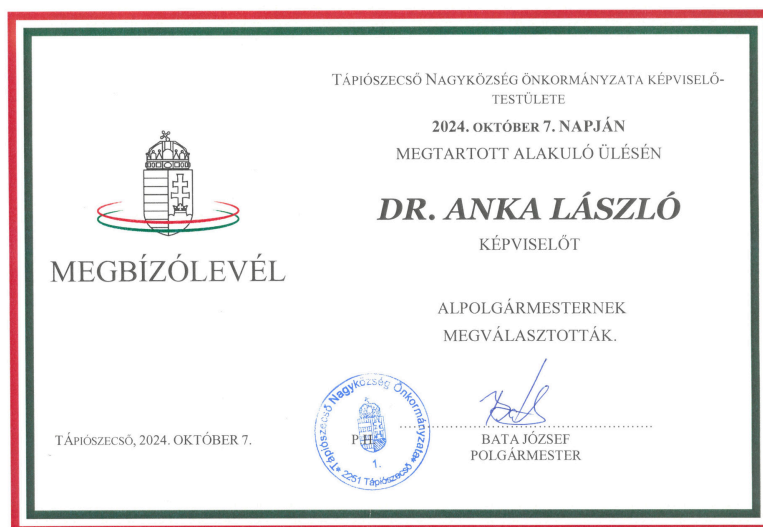 MEGBÍZÓLEVÉL
TÁPIÓSZECSŐ, 2024. OKTÓBER 7.
TÁPIÓSZECSŐ NAGYKÖZSÉG ÖNKORMÁNYZATA KÉPVISELŐ-
TESTÜLETE
2024. OKTÓBER 7. NAPJÁN
MEGTARTOTT ALAKULÓ ÜLÉSÉN
DR. ANKA LÁSZLÓ
KÉPVISELŐT
ALPOLGÁRMESTERNEK
MEGVÁLASZTOTTÁK.
P.H.
Tápiószecső Nagyközség Önkormányzata
1.
2251 Tápiószecső
BATA JÓZSEF
POLGÁRMESTER